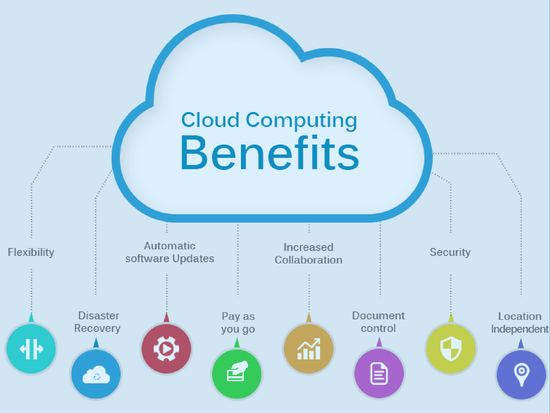 Cloud Computing
Benefits
Flexibility
Disaster
Recovery
Automatic
software Updates
Pay as
you go
Increased
Collaboration
Document
control
Security
Location
Independent